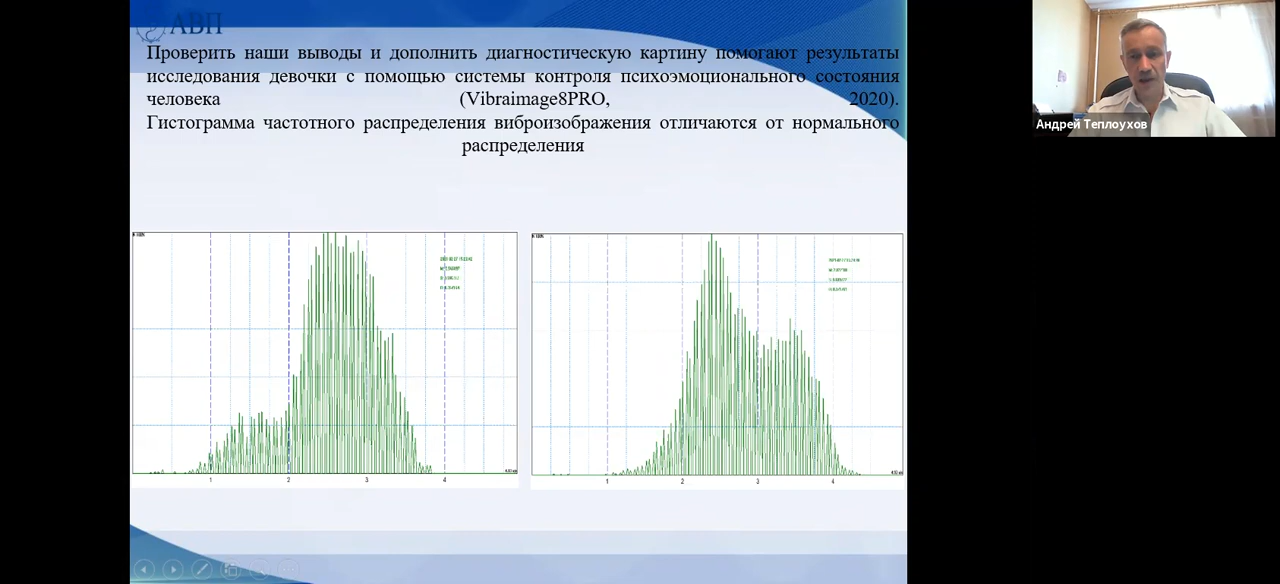 АВП
Проверить наши выводы и дополнить диагностическую картину помогают результаты
исследования девочки с помощью системы контроля психоэмоционального состояния
человека (Vibraimage8PRO, 2020).
Гистограмма частотного распределения виброизображения отличаются от нормального
распределения
1 2 3 4
1 2 3 4
Андрей Теплоухов